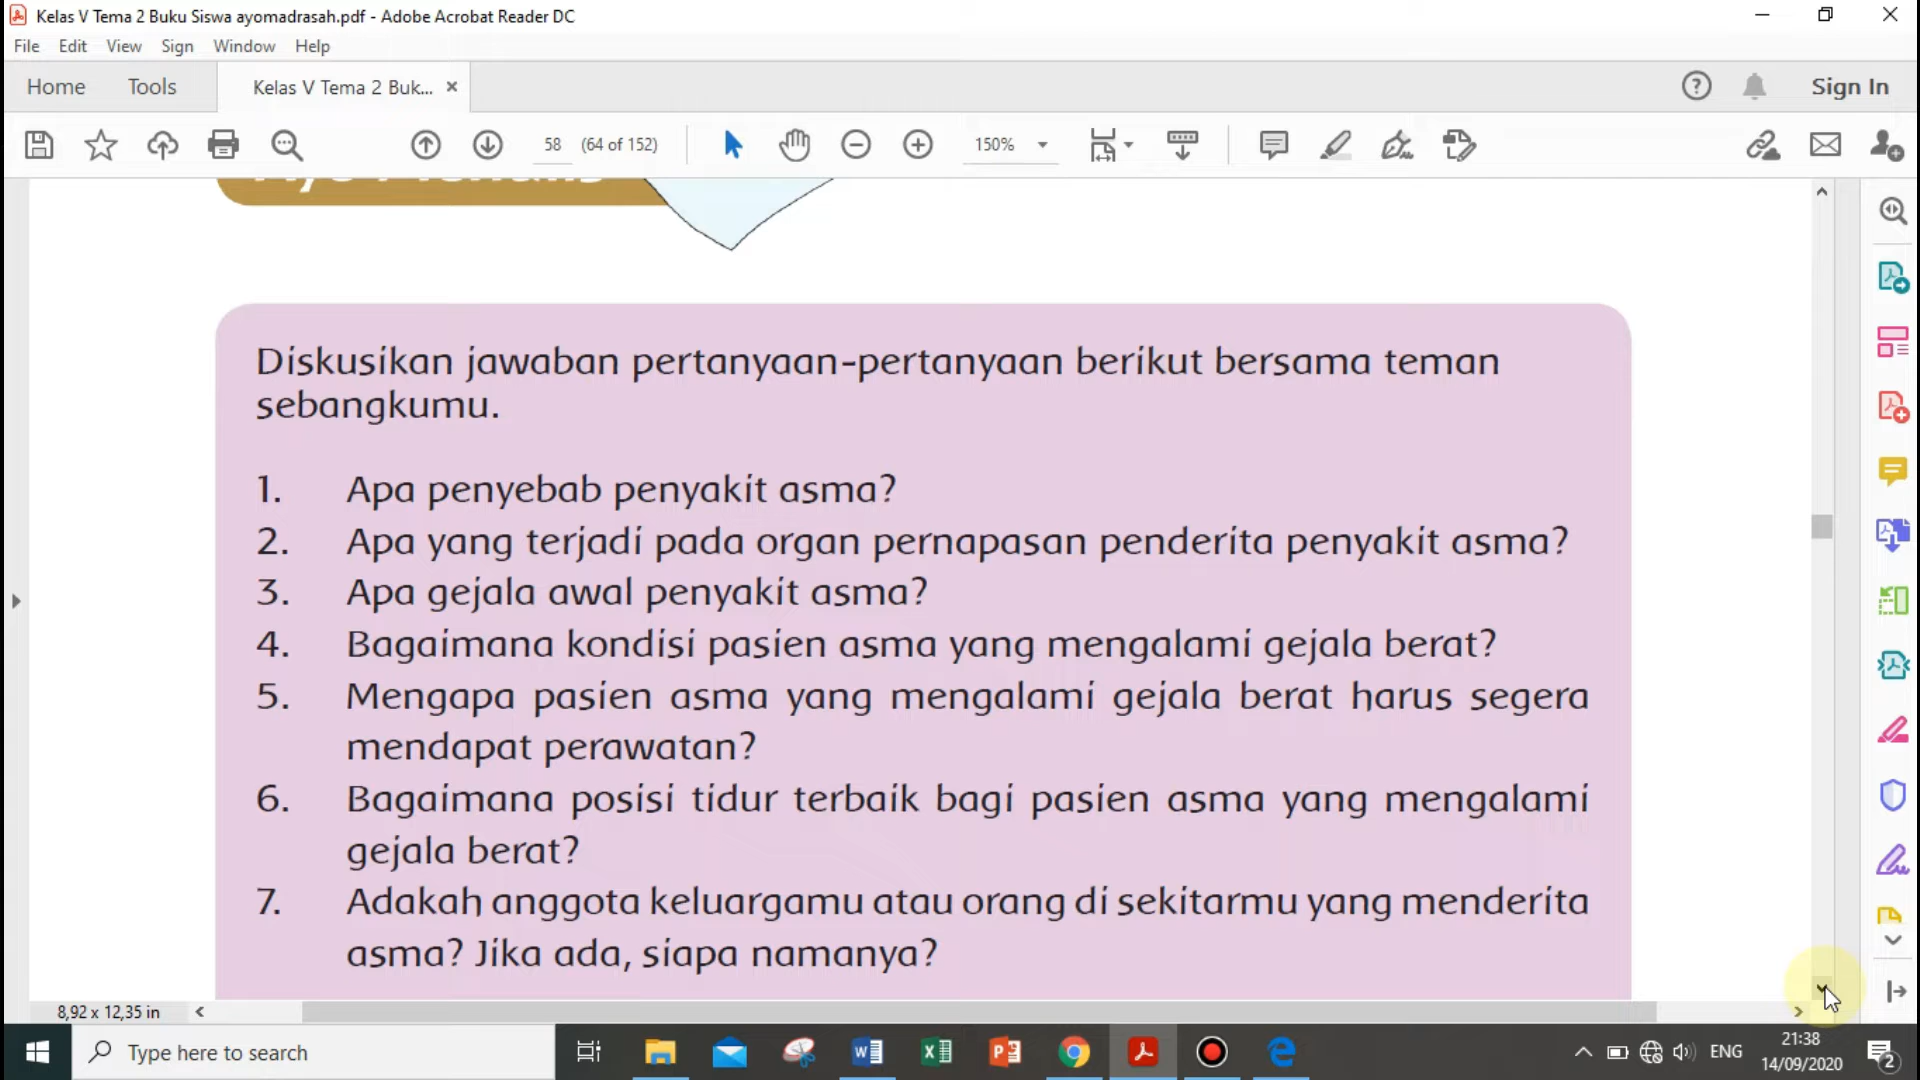 Kelas V Tema 2 Buku Siswa ayomadrasah.pdf - Adobe Acrobat Reader DC
File Edit View Sign Window Help
Home Tools Kelas V Tema 2 Buk... × Sign In
58 (64 of 152) 150%
Diskusikan jawaban pertanyaan-pertanyaan berikut bersama teman
sebangkumu.
1. Apa penyebab penyakit asma?
2. Apa yang terjadi pada organ pernapasan penderita penyakit asma?
3. Apa gejala awal penyakit asma?
4. Bagaimana kondisi pasien asma yang mengalami gejala berat?
5. Mengapa pasien asma yang mengalami gejala berat harus segera
mendapat perawatan?
6. Bagaimana posisi tidur terbaik bagi pasien asma yang mengalami
gejala berat?
7. Adakah anggota keluargamu atau orang di sekitarmu yang menderita
asma? Jika ada, siapa namanya?
8,92 x 12,35 in
Type here to search
ENG
21:38
14/09/2020
2